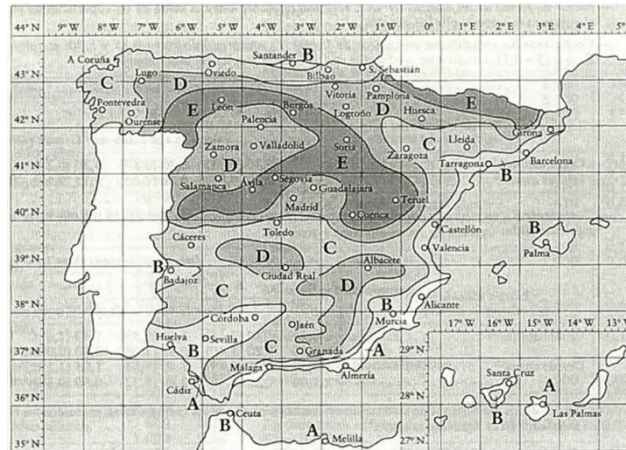 9° W 8° W 7° W 6° W 5° W 4° W 3° W 2° W 1° W 0° 1° E 2° E 3° E 4° E
44° N
43° N
42° N
41° N
40° N
39° N
38° N
37° N
36° N
35° N
A Coruña
Lugo
Oviedo
Santander
B
Bilbao
S. Sebastián
C
D
Pontevedra
Ourense
E
León
Burgos
Vitoria
Logroño
Pamplona
D
Huesca
E
Girona
Palencia
Zamora
Valladolid
D
Soria
E
Zaragoza
C
Lleida
Tarragona
B
Barcelona
Salamanca
Ávila
Segovia
Guadalajara
Madrid
Teruel
Cuenca
Toledo
Cáceres
Castellón
Valencia
B
Palma
C
D
Ciudad Real
Albacete
B
Badajoz
C
D
Córdoba
Jaén
B
Murcia
Alicante
Huelva
Sevilla
B
C
Granada
A
Málaga
Almería
Cádiz
A
Ceuta
B
A
Melilla
17° W 16° W 15° W 14° W 13° W
29° N
28° N
27° N
Santa Cruz
B
A
Las Palmas